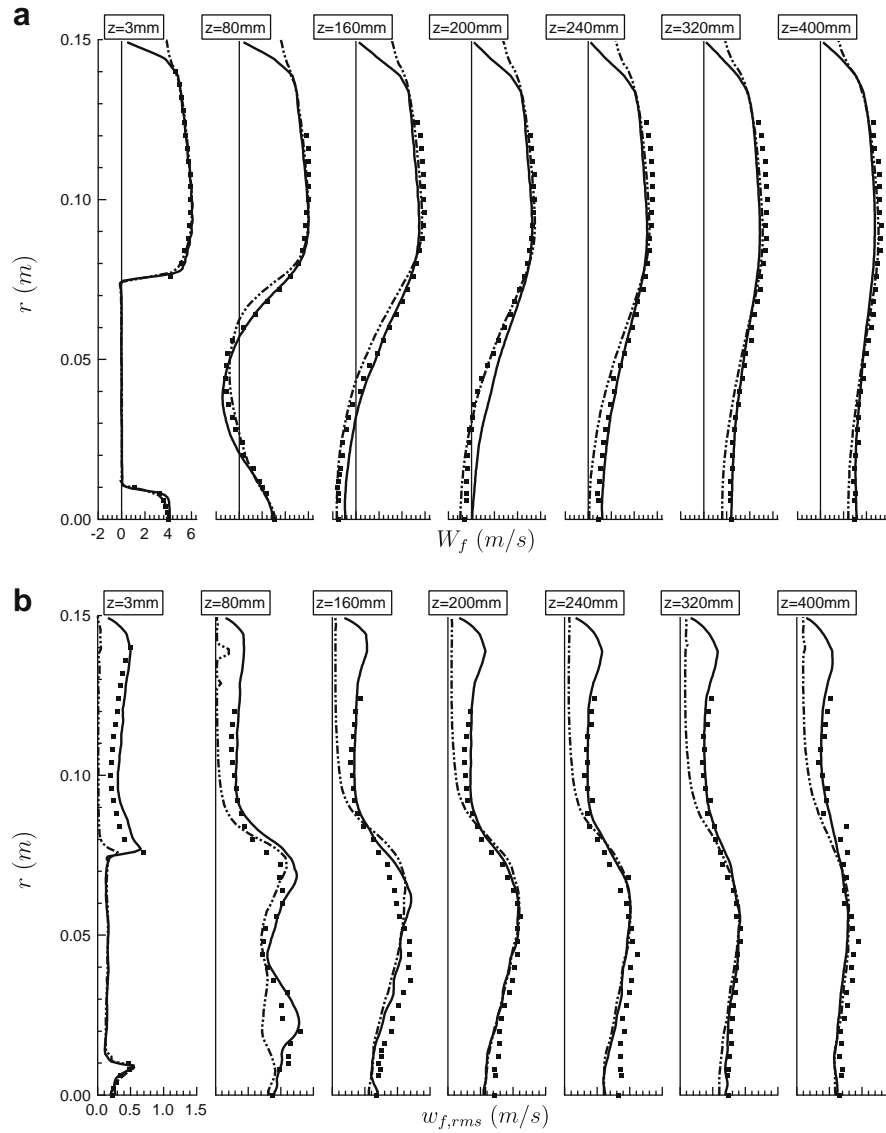 a
z=3mm z=80mm z=160mm z=200mm z=240mm z=320mm z=400mm
0.15
0.10
r (m)
0.05
0.00
-2 0 2 4 6
W_f (m/s)
b
z=3mm z=80mm z=160mm z=200mm z=240mm z=320mm z=400mm
0.15
0.10
r (m)
0.05
0.00
0.0 0.5 1.0 1.5
w_{f,rms} (m/s)